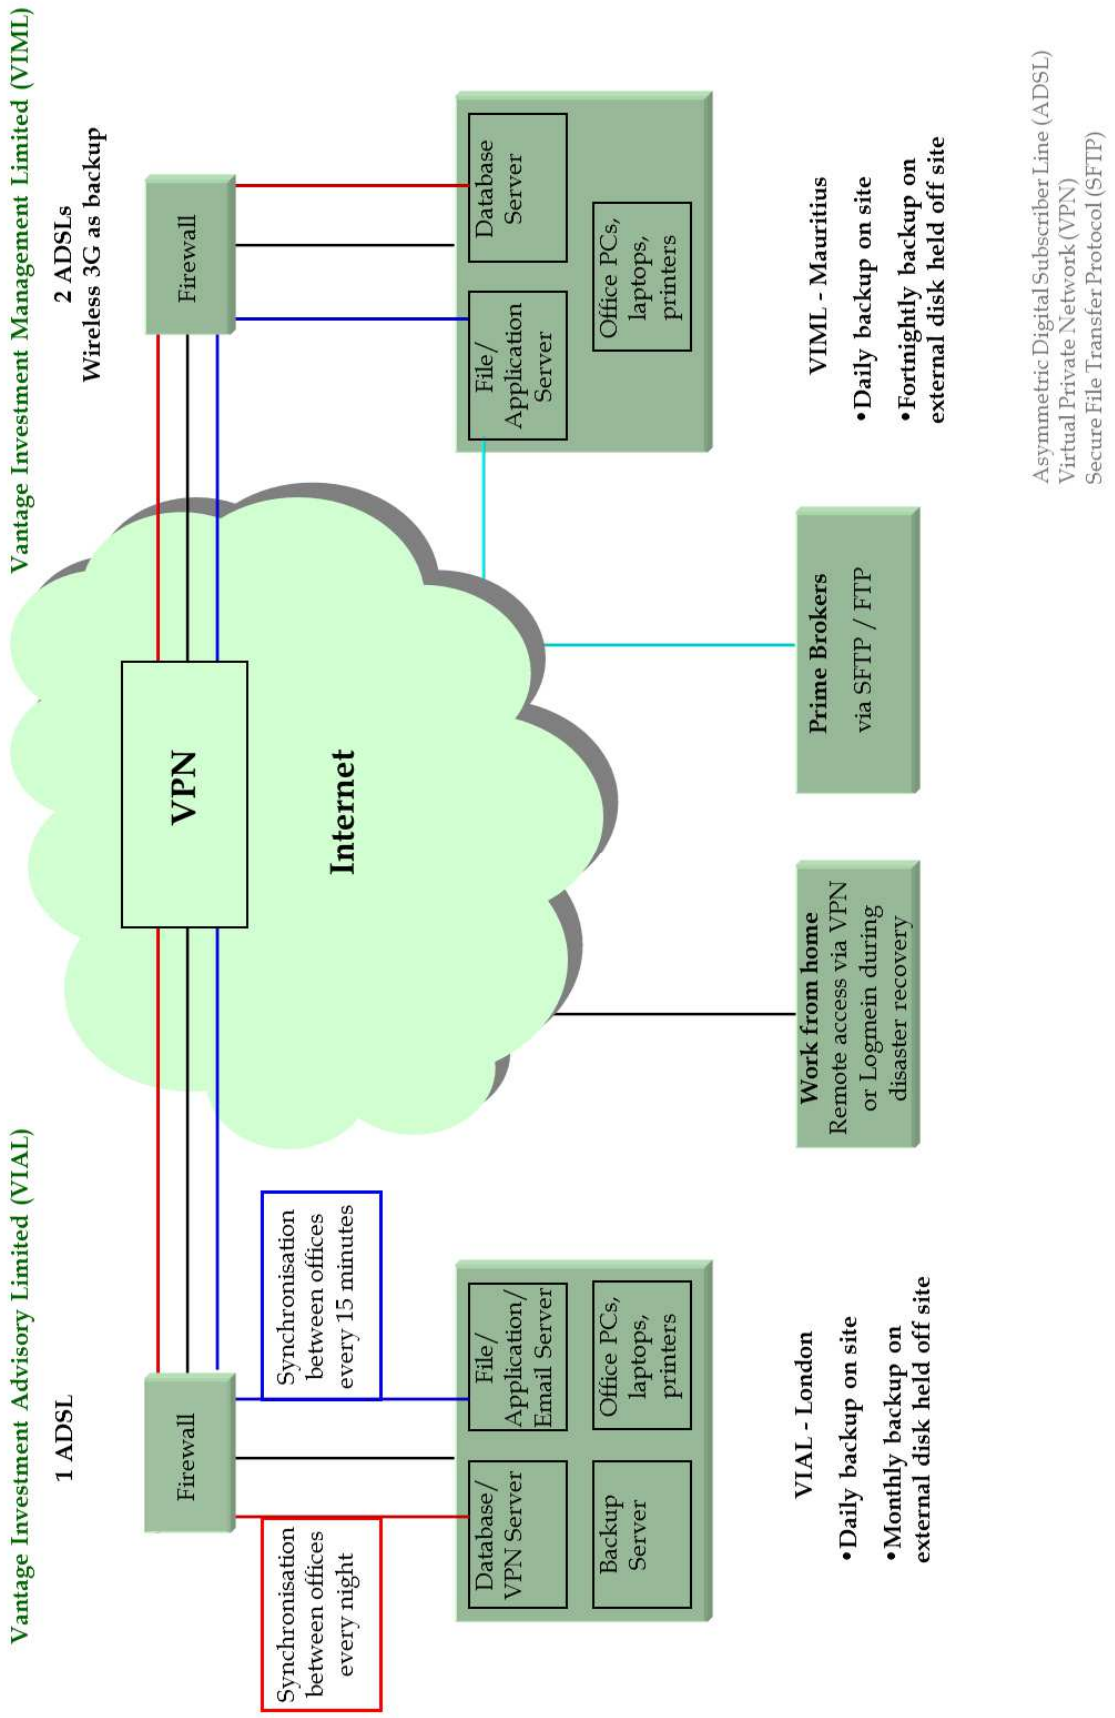 Vantage Investment Advisory Limited (VIAL)
Vantage Investment Management Limited (VIML)
1 ADSL
2 ADSLs
Wireless 3G as backup
Firewall
VPN
Firewall
Internet
Synchronisation
between offices
every night
Synchronisation
between offices
every 15 minutes
Database/
VPN Server
File/
Application/
Email Server
Backup
Server
Office PCs,
laptops,
printers
File/
Application
Server
Database
Server
Office PCs,
laptops,
printers
VIAL - London
•Daily backup on site
•Monthly backup on
external disk held off site
Work from home
Remote access via VPN
or Logmein during
disaster recovery
Prime Brokers
via SFTP / FTP
VIML - Mauritius
•Daily backup on site
•Fortnightly backup on
external disk held off site
Asymmetric Digital Subscriber Line (ADSL)
Virtual Private Network (VPN)
Secure File Transfer Protocol (SFTP)